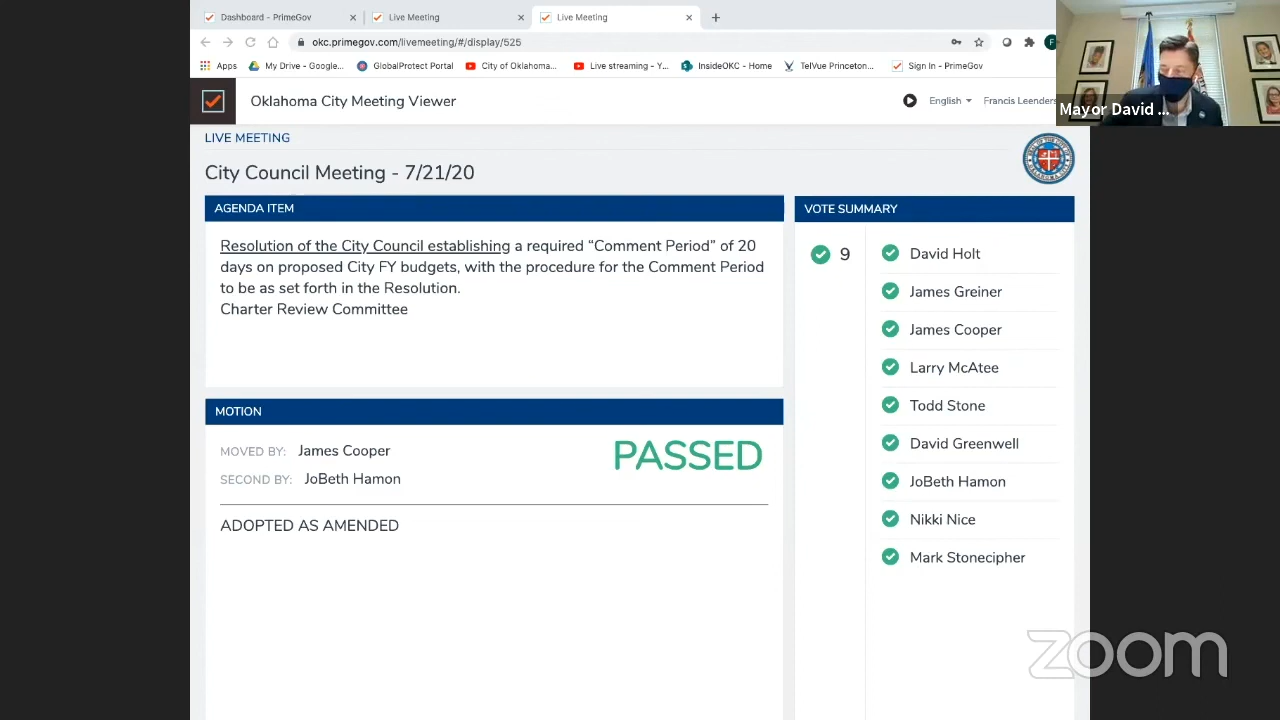 Dashboard - PrimeGov
Live Meeting
Live Meeting
okc.primegov.com/livemeeting/#/display/525
Apps
My Drive - Google...
GlobalProtect Portal
City of Oklahoma...
Live streaming - Y...
InsideOKC - Home
TelVue Princeton...
Sign In - PrimeGov
Oklahoma City Meeting Viewer
English
Francis Leenders
Mayor David ...
LIVE MEETING
City Council Meeting - 7/21/20
AGENDA ITEM
Resolution of the City Council establishing a required “Comment Period” of 20
days on proposed City FY budgets, with the procedure for the Comment Period
to be as set forth in the Resolution.
Charter Review Committee
MOTION
MOVED BY: James Cooper
SECOND BY: JoBeth Hamon
PASSED
ADOPTED AS AMENDED
VOTE SUMMARY
9
David Holt
James Greiner
James Cooper
Larry McAtee
Todd Stone
David Greenwell
JoBeth Hamon
Nikki Nice
Mark Stonecipher
zoom